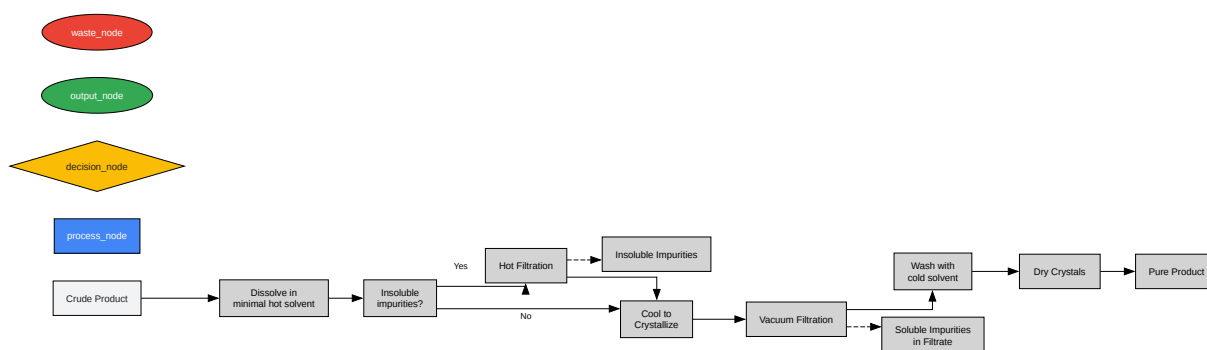 waste_node
output_node
decision_node
process_node
Crude Product
Dissolve in
minimal hot solvent
Insoluble
impurities?
Yes
No
Hot Filtration
Insoluble Impurities
Cool to
Crystallize
Vacuum Filtration
Wash with
cold solvent
Soluble Impurities
in Filtrate
Dry Crystals
Pure Product